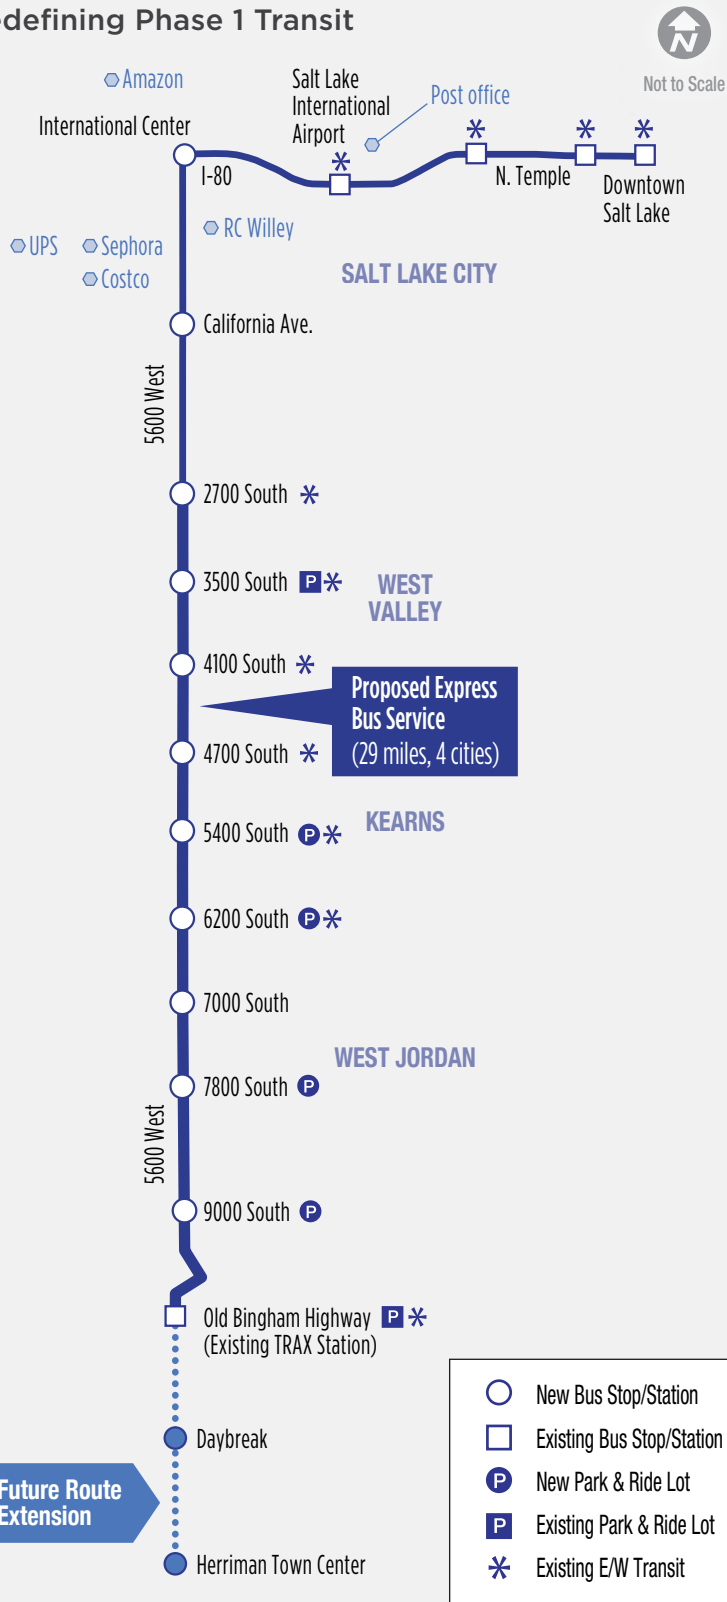 edefining Phase 1 Transit
N
Not to Scale
Amazon
Salt Lake
International
Airport
Post office
International Center
I-80
N. Temple
Downtown
Salt Lake
RC Willey
UPS
Sephora
Costco
SALT LAKE CITY
California Ave.
5600 West
2700 South
3500 South P
WEST
VALLEY
4100 South
Proposed Express
Bus Service
(29 miles, 4 cities)
4700 South
5400 South P
KEARNS
6200 South P
7000 South
WEST JORDAN
7800 South P
5600 West
9000 South P
Old Bingham Highway P
(Existing TRAX Station)
Daybreak
Future Route
Extension
Herriman Town Center
New Bus Stop/Station
Existing Bus Stop/Station
P New Park & Ride Lot
P Existing Park & Ride Lot
Existing E/W Transit